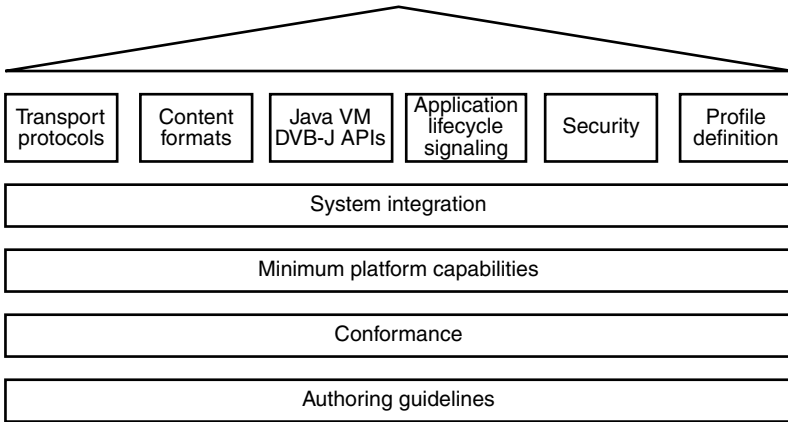 Transport
protocols
Content
formats
Java VM
DVB-J APIs
Application
lifecycle
signaling
Security
Profile
definition
System integration
Minimum platform capabilities
Conformance
Authoring guidelines